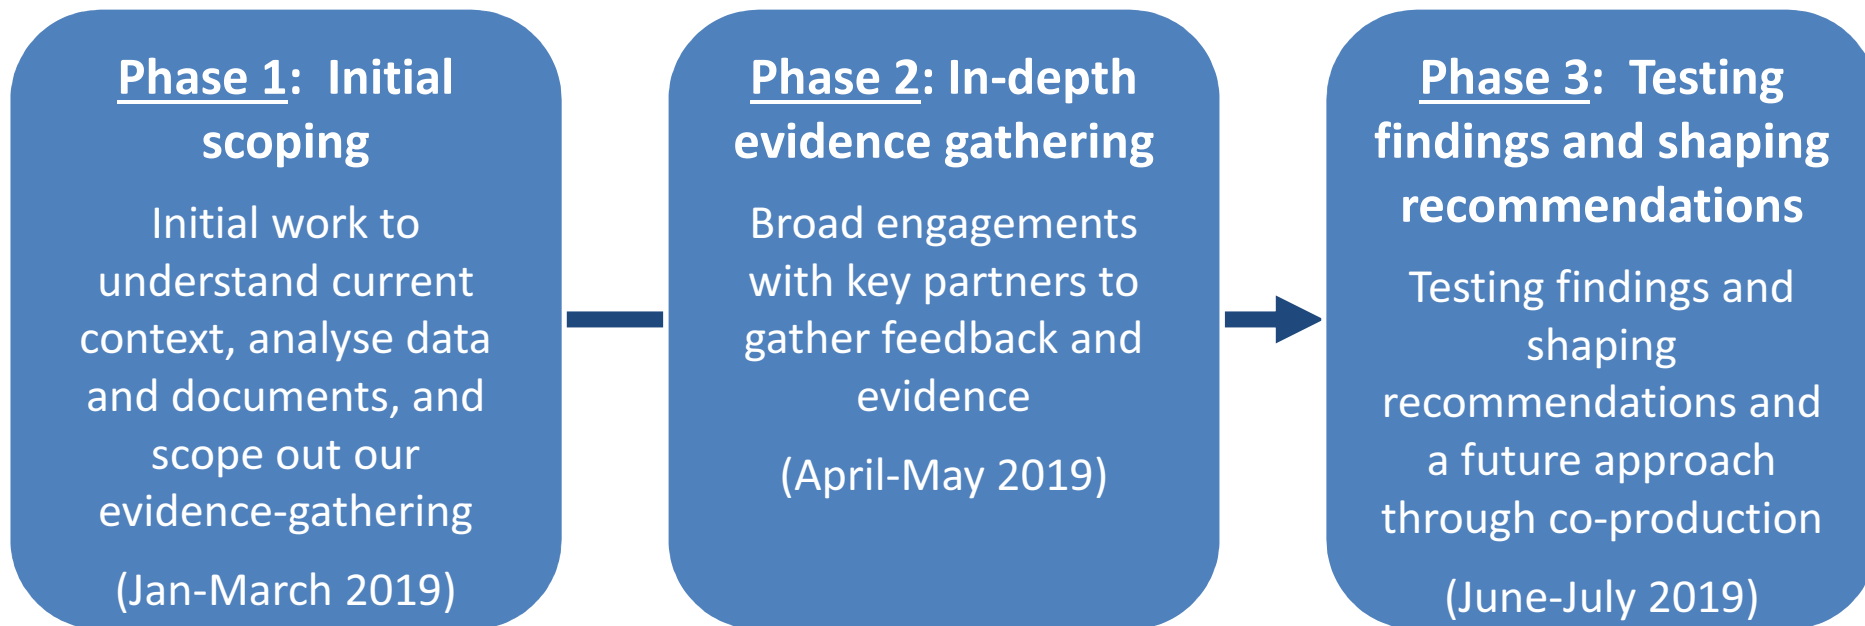 Phase 1:  Initial
scoping
Initial work to
understand current
context, analyse data
and documents, and
scope out our
evidence-gathering
(Jan-March 2019)
Phase 2: In-depth
evidence gathering
Broad engagements
with key partners to
gather feedback and
evidence
(April-May 2019)
Phase 3:  Testing
findings and shaping
recommendations
Testing findings and
shaping
recommendations and
a future approach
through co-production
(June-July 2019)